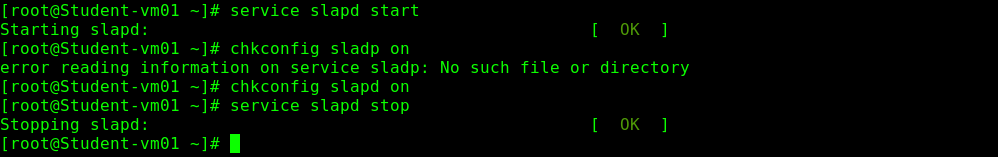 [root@Student-vm01 ~]# service slapd start
Starting slapd:                                            [  OK  ]
[root@Student-vm01 ~]# chkconfig sladp on
error reading information on service sladp: No such file or directory
[root@Student-vm01 ~]# chkconfig slapd on
[root@Student-vm01 ~]# service slapd stop
Stopping slapd:                                            [  OK  ]
[root@Student-vm01 ~]#